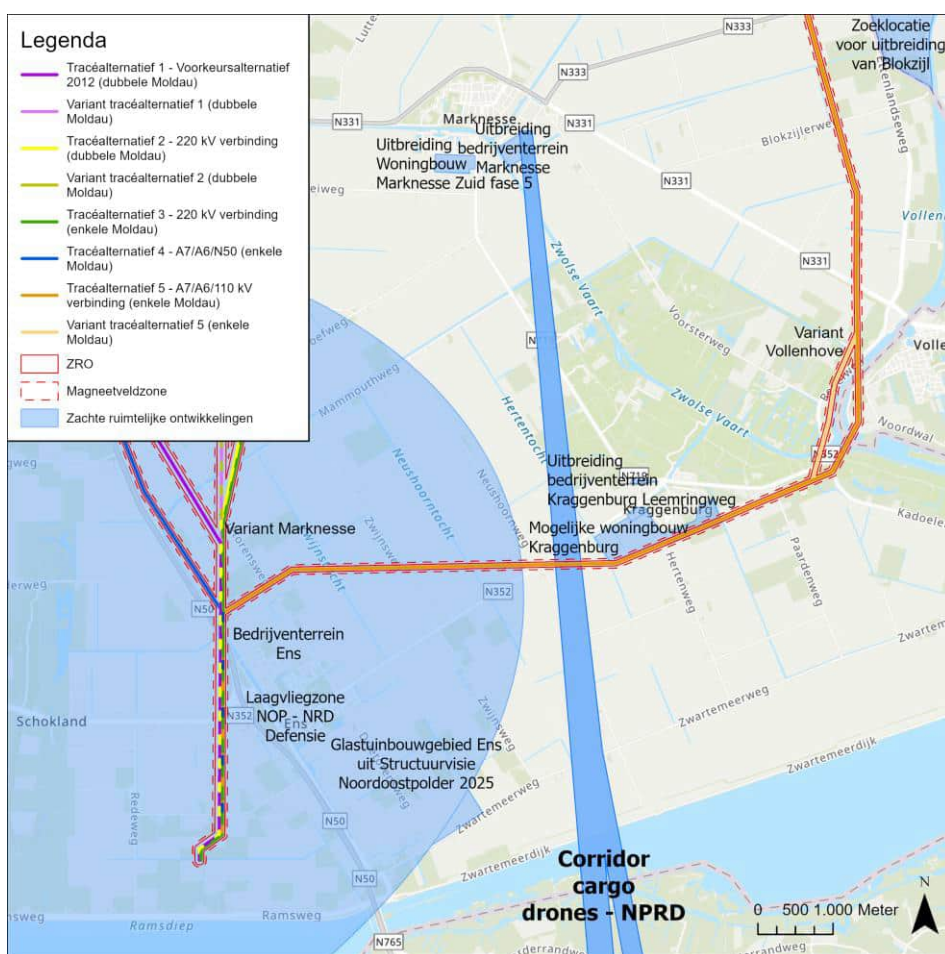 Legenda
Tracéalternatief 1 - Voorkeursalternatief
2012 (dubbele Moldau)
Variant tracéalternatief 1 (dubbele
Moldau)
Tracéalternatief 2 - 220 kV verbinding
(dubbele Moldau)
Variant tracéalternatief 2 (dubbele
Moldau)
Tracéalternatief 3 - 220 kV verbinding
(enkele Moldau)
Tracéalternatief 4 - A7/A6/N50 (enkele
Moldau)
Tracéalternatief 5 - A7/A6/110 kV
verbinding (enkele Moldau)
Variant tracéalternatief 5 (enkele
Moldau)
ZRO
Magneetveldzone
Zachte ruimtelijke ontwikkelingen
N333
N333
Zoeklocatie
voor uitbreiding
van Blokzijl
Marknesse
N331
N331
Blokzijlerweg
Uitbreiding
Woningbouw
Marknesse Zuid fase 5
Uitbreiding
bedrijventerrein
Marknesse
N331
N331
Zwolse Vaart
Voorsterweg
Variant
Vollenhove
Mammouthweg
Hertentocht
Zwolse Vaart
Noordwal
N352
Neushoorntocht
Neushoornweg
Uitbreiding
bedrijventerrein
Kraggenburg Leemringweg
N719
Kraggenburg
Mogelijke woningbouw
Kraggenburg
Variant Marknesse
Zwijnstocht
Zwijnsweg
Hertenweg
Paardenweg
N352
N50
Bedrijventerrein
Ens
Zwartemeerweg
Laagvliegzone
NOP - NRD
Defensie
N352
Ens
Schokland
Zwijnsweg
Glastuinbouwgebied Ens
uit Structuurvisie
Noordoostpolder 2025
Zwartemeerdijk
Redeweg
N50
Zwartemeerweg
Zwartemeerdijk
N50
Corridor
cargo
drones - NPRD
Ramsweg
Ramsdiep
N765
N
0 500 1.000 Meter